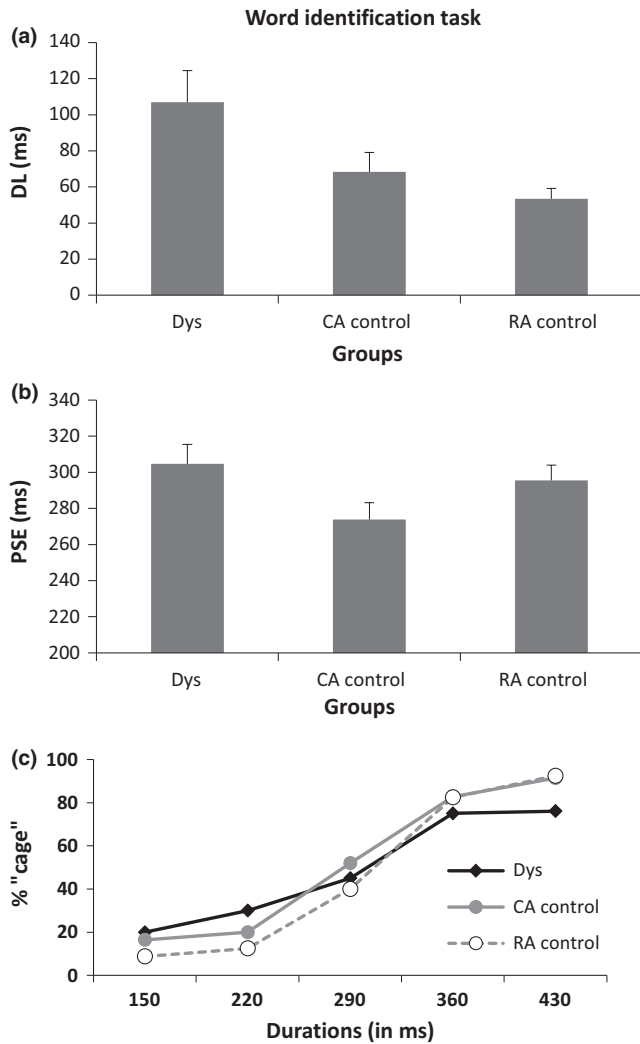 Word identification task
(a)
140
120
100
80
60
40
20
0
DL (ms)
Dys CA control RA control
Groups
(b)
340
320
300
280
260
240
220
200
PSE (ms)
Dys CA control RA control
Groups
(c)
100
80
60
40
20
0
% "cage"
Dys
CA control
RA control
150 220 290 360 430
Durations (in ms)